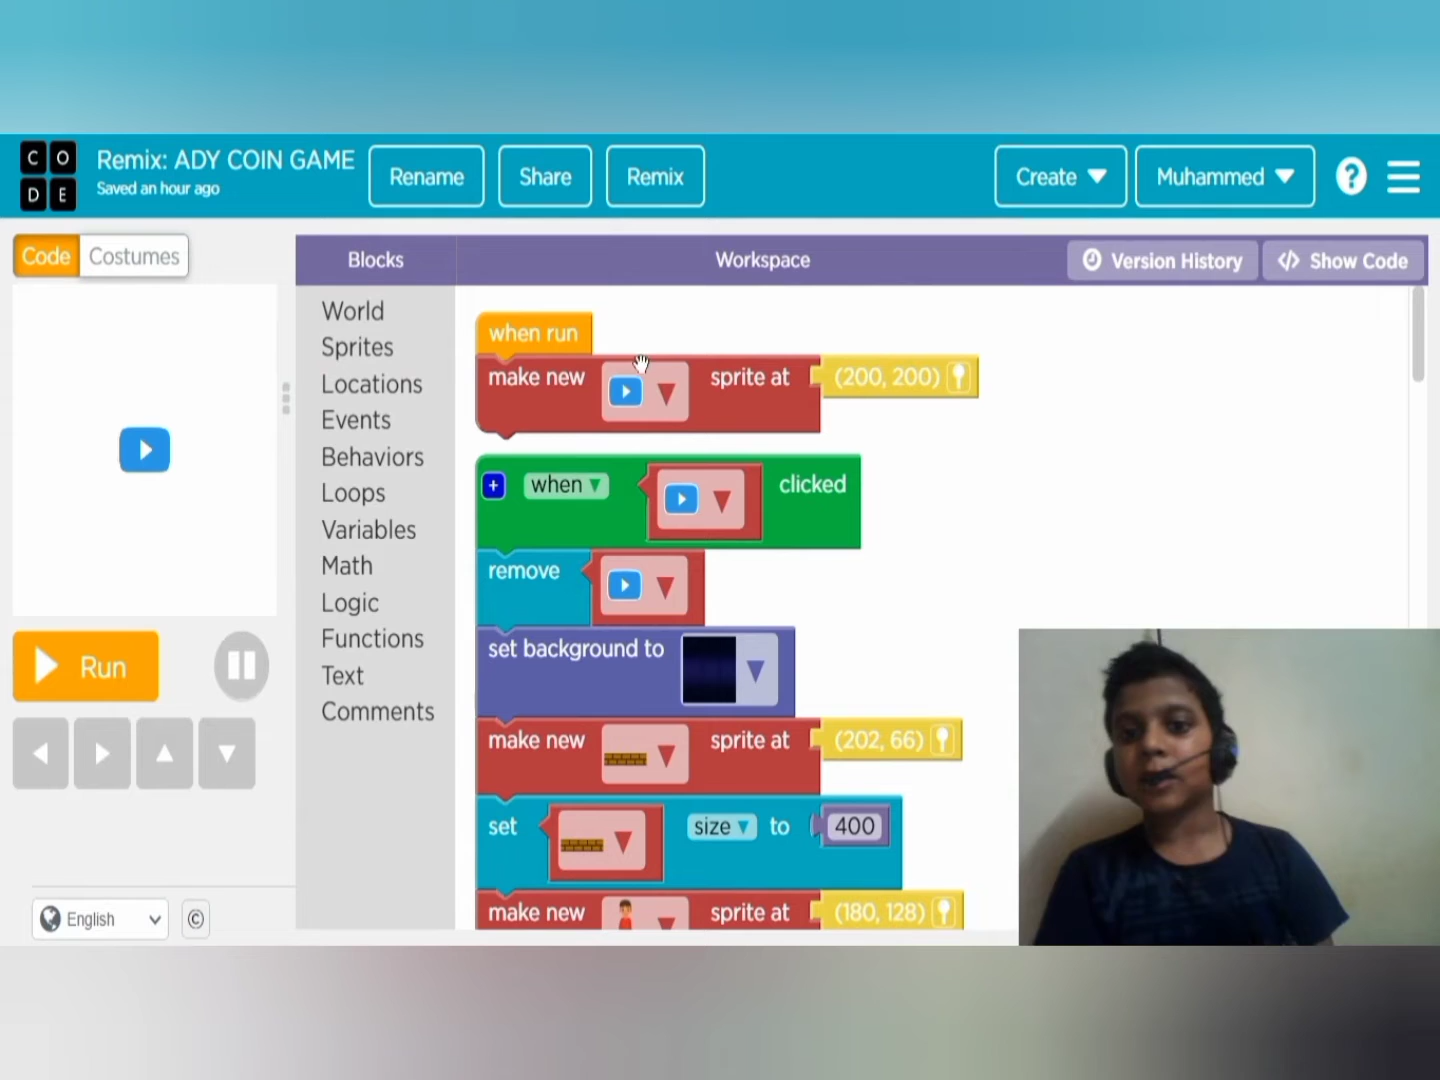 CO
DE
Remix: ADY COIN GAME
Saved an hour ago
Rename
Share
Remix
Create
Muhammed
?
Code
Costumes
Blocks
Workspace
Version History
</> Show Code
World
Sprites
Locations
Events
Behaviors
Loops
Variables
Math
Logic
Functions
Text
Comments
when run
make new sprite at (200, 200)
+ when clicked
remove
set background to
make new sprite at (202, 66)
set size to 400
make new sprite at (180, 128)
Run
English
©